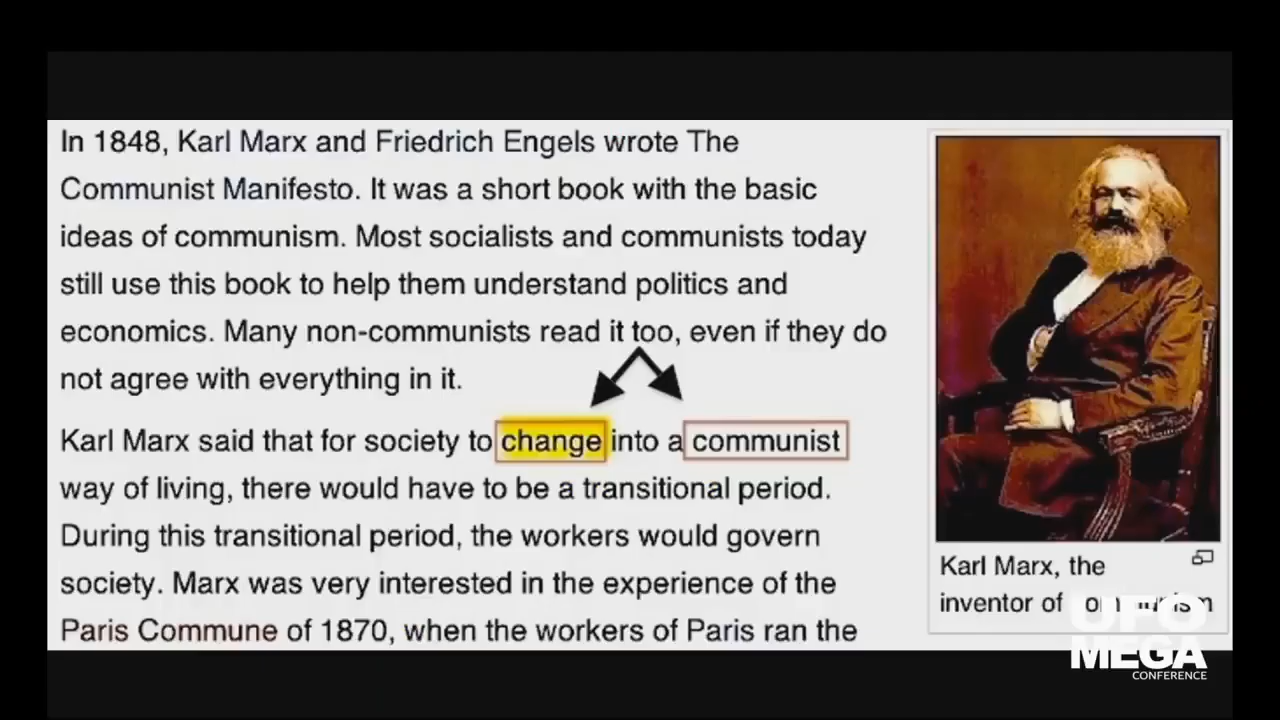 In 1848, Karl Marx and Friedrich Engels wrote The
Communist Manifesto. It was a short book with the basic
ideas of communism. Most socialists and communists today
still use this book to help them understand politics and
economics. Many non-communists read it too, even if they do
not agree with everything in it.
Karl Marx said that for society to change into a communist
way of living, there would have to be a transitional period.
During this transitional period, the workers would govern
society. Marx was very interested in the experience of the
Paris Commune of 1870, when the workers of Paris ran the
Karl Marx, the
inventor of
UFO
MEGA
CONFERENCE